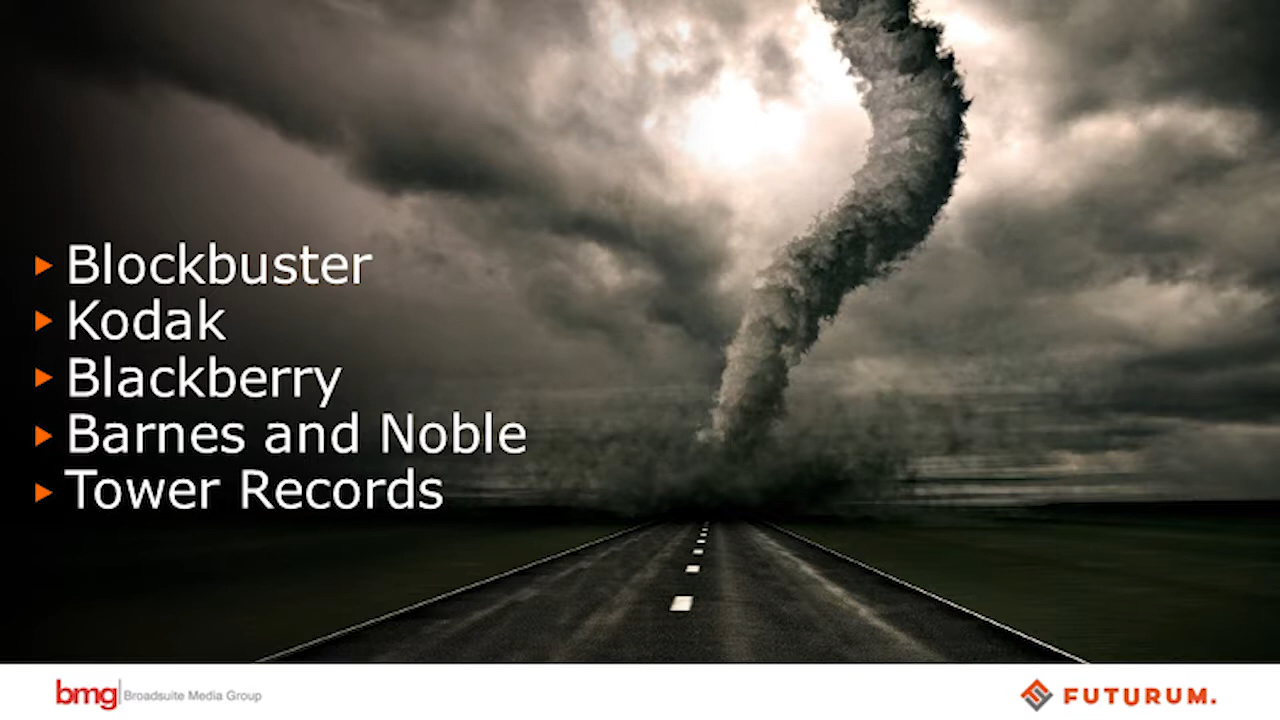 Blockbuster
Kodak
Blackberry
Barnes and Noble
Tower Records
bmg Broadsuite Media Group
FUTURUM.